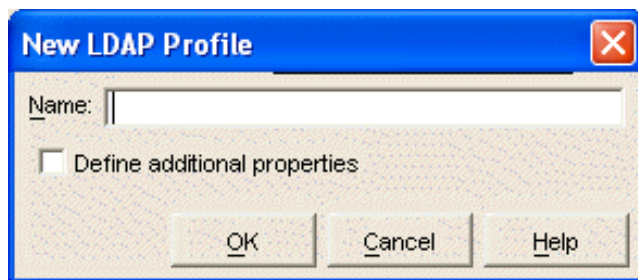 New LDAP Profile
Name:
Define additional properties
OK Cancel Help